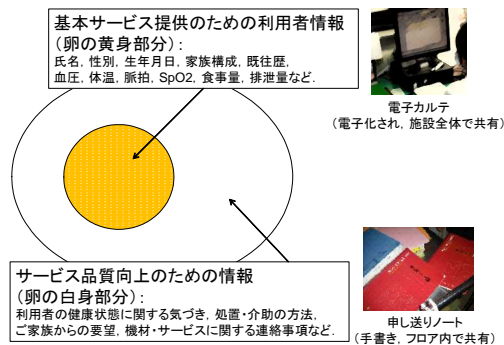 基本サービス提供のための利用者情報
(卵の黄身部分):
氏名, 性別, 生年月日, 家族構成, 既往歴,
血圧, 体温, 脈拍, SpO2, 食事量, 排泄量など.
電子カルテ
(電子化され, 施設全体で共有)
サービス品質向上のための情報
(卵の白身部分):
利用者の健康状態に関する気づき, 処置・介助の方法,
ご家族からの要望, 機材・サービスに関する連絡事項など.
申し送りノート
(手書き, フロア内で共有)